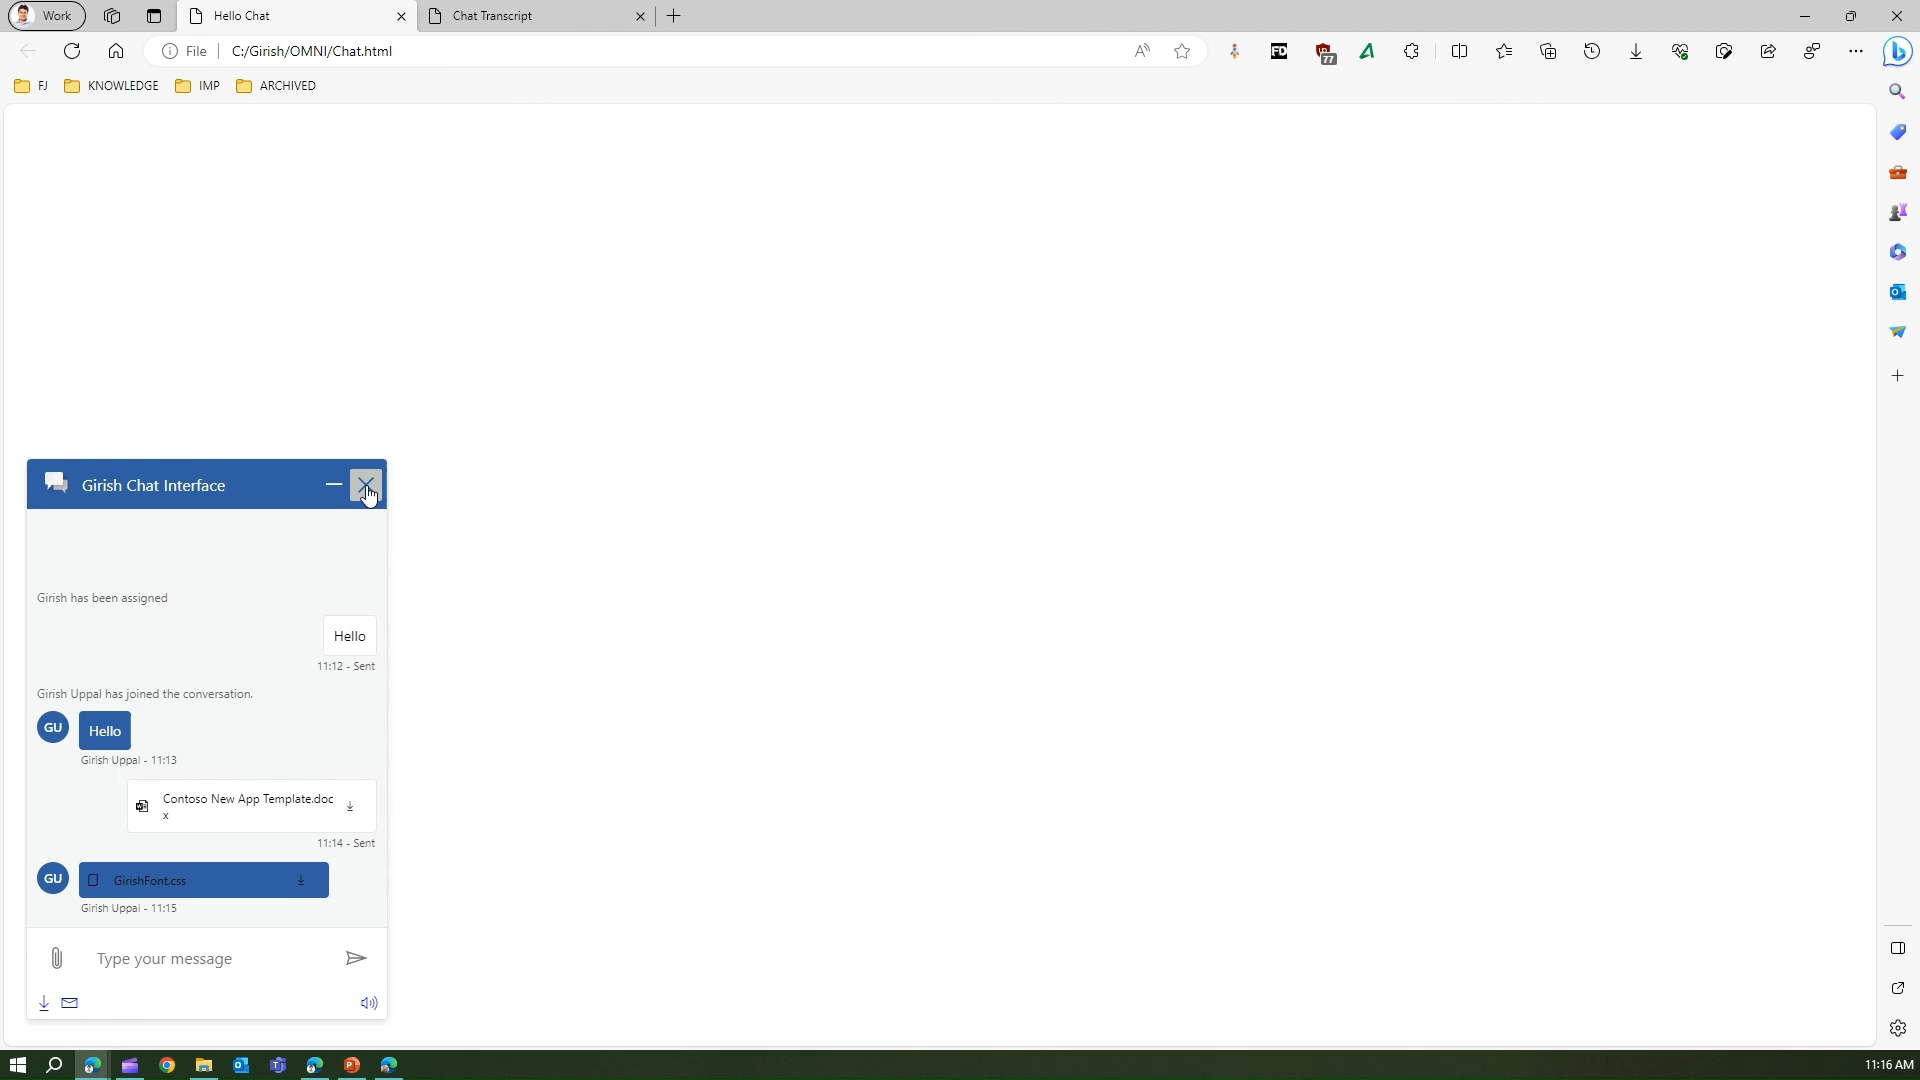 Work
Hello Chat
Chat Transcript
File
C:/Girish/OMNI/Chat.html
FD
77
FJ
KNOWLEDGE
IMP
ARCHIVED
Girish Chat Interface
Girish has been assigned
Hello
11:12 - Sent
Girish Uppal has joined the conversation.
GU
Hello
Girish Uppal - 11:13
Contoso New App Template.doc
x
11:14 - Sent
GU
GirishFont.css
Girish Uppal - 11:15
Type your message
11:16 AM